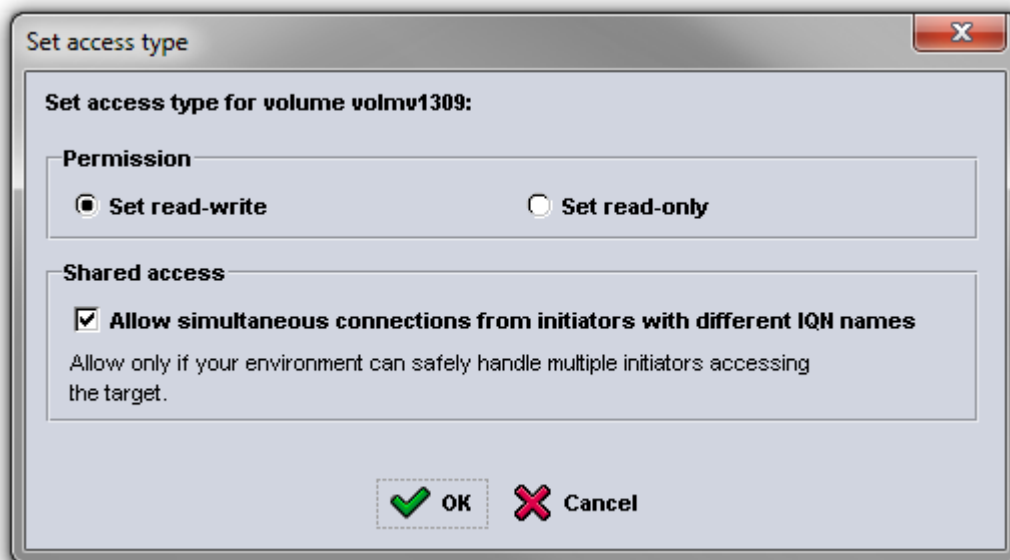 Set access type
Set access type for volume volmv1309:
Permission
Set read-write
Set read-only
Shared access
Allow simultaneous connections from initiators with different IQN names
Allow only if your environment can safely handle multiple initiators accessing
the target.
OK
Cancel